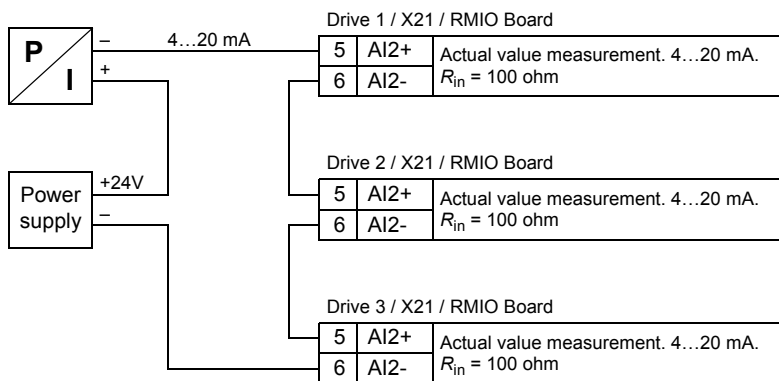 Drive 1 / X21 / RMIO Board
P
I
–
4…20 mA
+
5 AI2+
6 AI2-
Actual value measurement. 4…20 mA.
Rin = 100 ohm
Drive 2 / X21 / RMIO Board
Power
supply
+24V
–
5 AI2+
6 AI2-
Actual value measurement. 4…20 mA.
Rin = 100 ohm
Drive 3 / X21 / RMIO Board
5 AI2+
6 AI2-
Actual value measurement. 4…20 mA.
Rin = 100 ohm